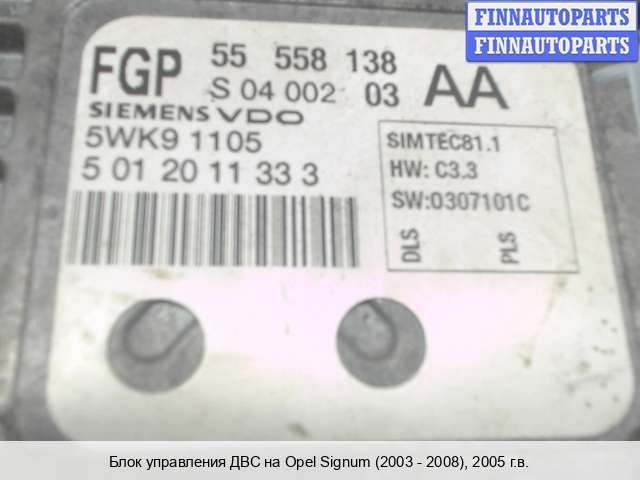 FINNAUTOPARTS
FINNAUTOPARTS
FGP 55 558 138 AA
S 04 002 03
SIEMENS VDO
5WK9 1105
5 01 20 11 33 3
SIMTEC81.1
HW: C3.3
SW:0307101C
DLS PLS
Блок управления ДВС на Opel Signum (2003 - 2008), 2005 г.в.